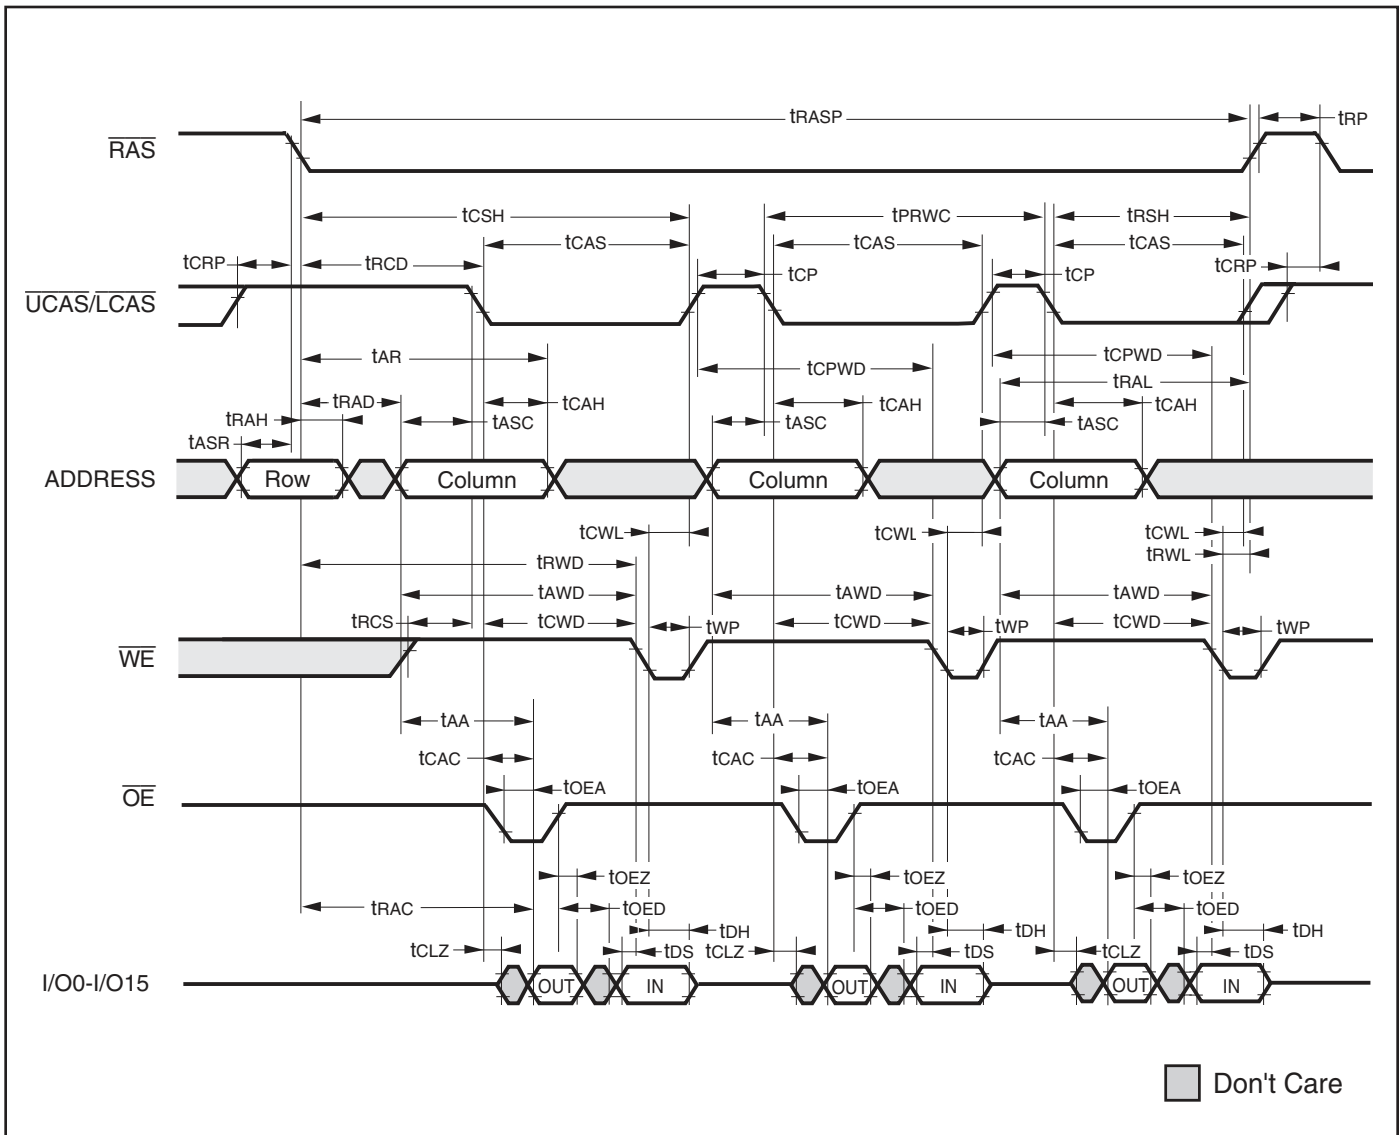 tRASP tRP
RAS
tCSH tPRWC tRSH
tCAS tCAS tCAS
tCRP tRCD tCP tCP tCRP
UCAS/LCAS
tAR tCPWD tCPWD
tRAL
tRAH tRAD tCAH tCAH tCAH
tASR tASC tASC tASC
ADDRESS Row Column Column Column
tCWL tCWL tCWL
tRWD tRWL
tAWD tAWD tAWD
tRCS tCWD tWP tCWD tWP tCWD tWP
WE
tAA tAA tAA
tCAC tCAC tCAC
tOEA tOEA tOEA
OE
tOEZ tOEZ tOEZ
tRAC tOED tOED tOED
tDH tDH tDH
tCLZ tDS tCLZ tDS tCLZ tDS
I/O0-I/O15 OUT IN OUT IN OUT IN
Don't Care